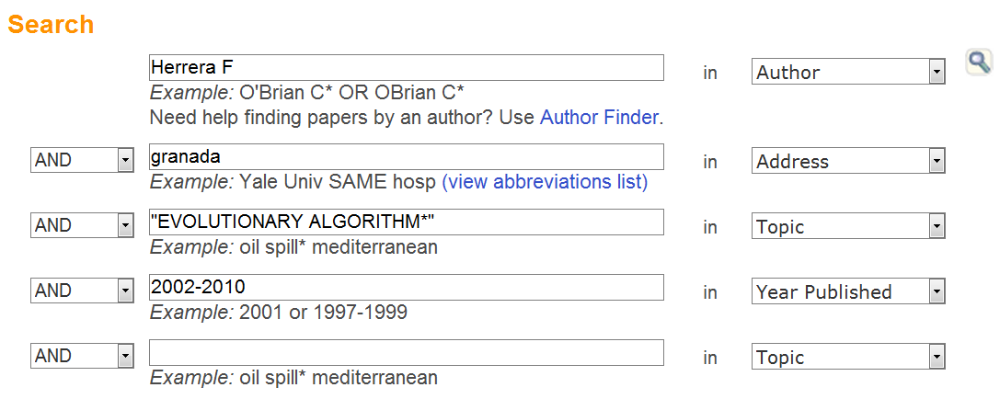 Search
Herrera F in Author
Example: O'Brian C* OR OBrian C*
Need help finding papers by an author? Use Author Finder.
AND granada in Address
Example: Yale Univ SAME hosp (view abbreviations list)
AND "EVOLUTIONARY ALGORITHM*" in Topic
Example: oil spill* mediterranean
AND 2002-2010 in Year Published
Example: 2001 or 1997-1999
AND in Topic
Example: oil spill* mediterranean